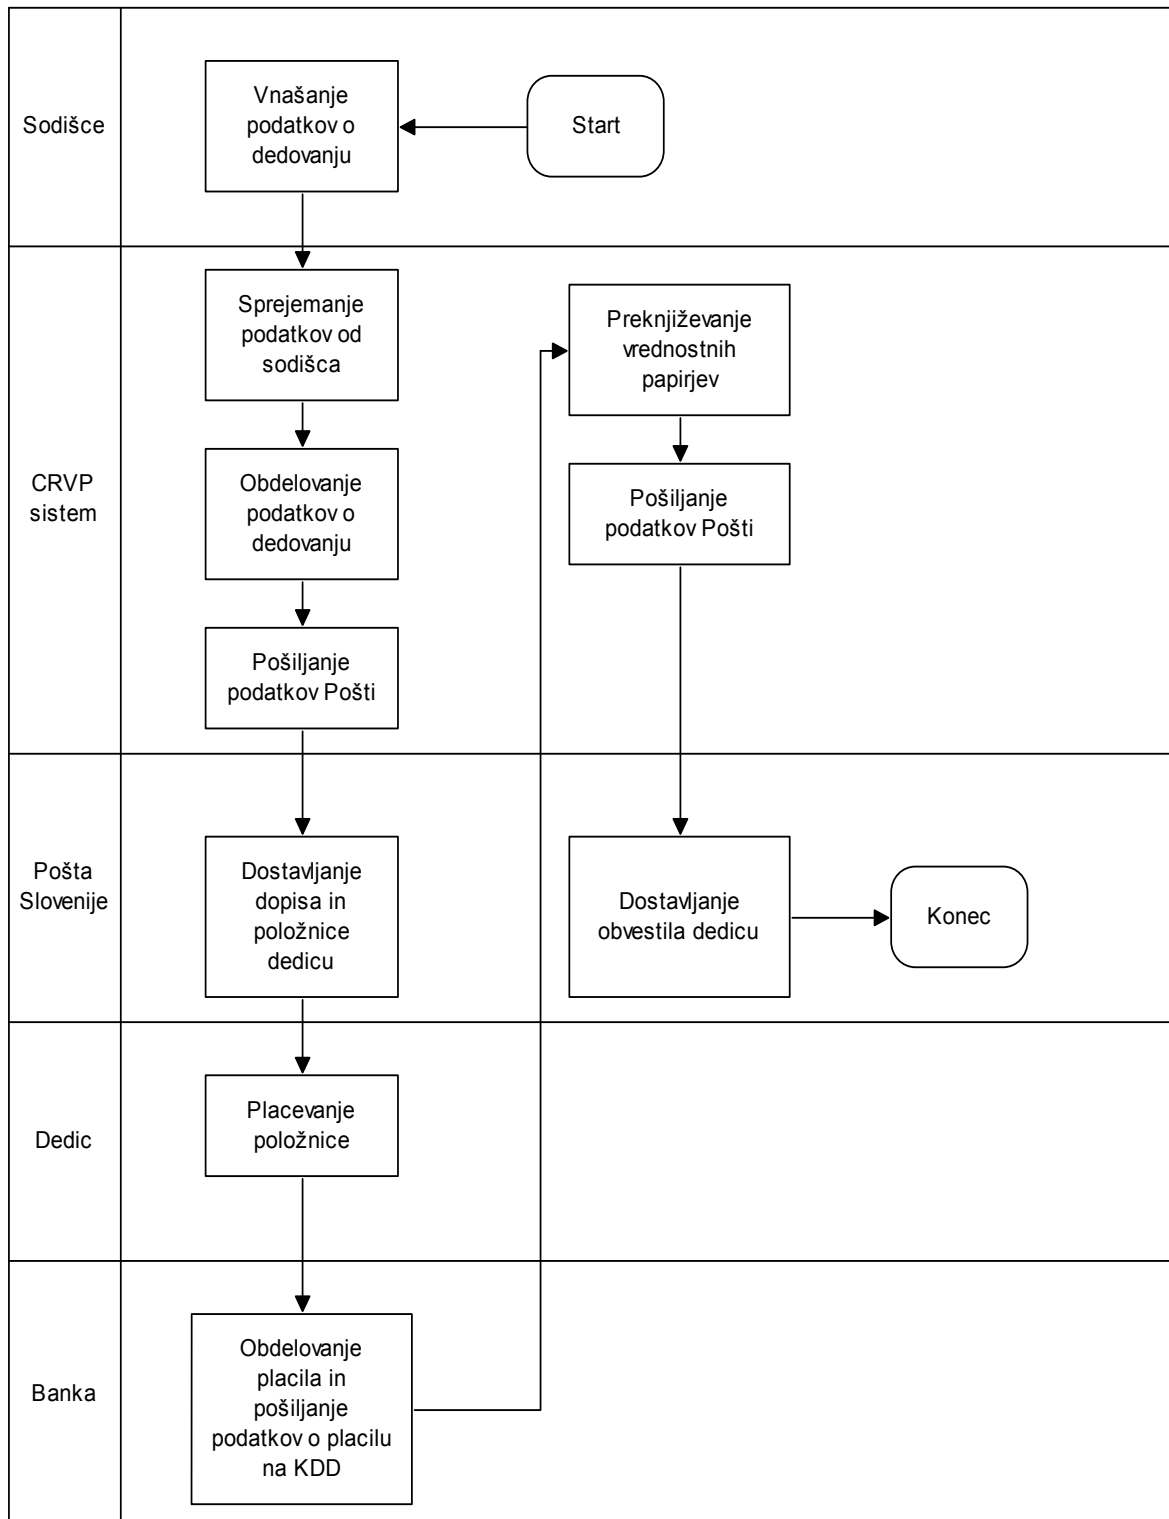 Sodišce
Vnašanje
podatkov o
dedovanju
Start
CRVP
sistem
Sprejemanje
podatkov od
sodišca
Obdelovanje
podatkov o
dedovanju
Pošiljanje
podatkov Pošti
Preknjiževanje
vrednostnih
papirjev
Pošiljanje
podatkov Pošti
Pošta
Slovenije
Dostavljanje
dopisa in
položnice
dedicu
Dostavljanje
obvestila dedicu
Konec
Dedic
Placevanje
položnice
Banka
Obdelovanje
placila in
pošiljanje
podatkov o placilu
na KDD